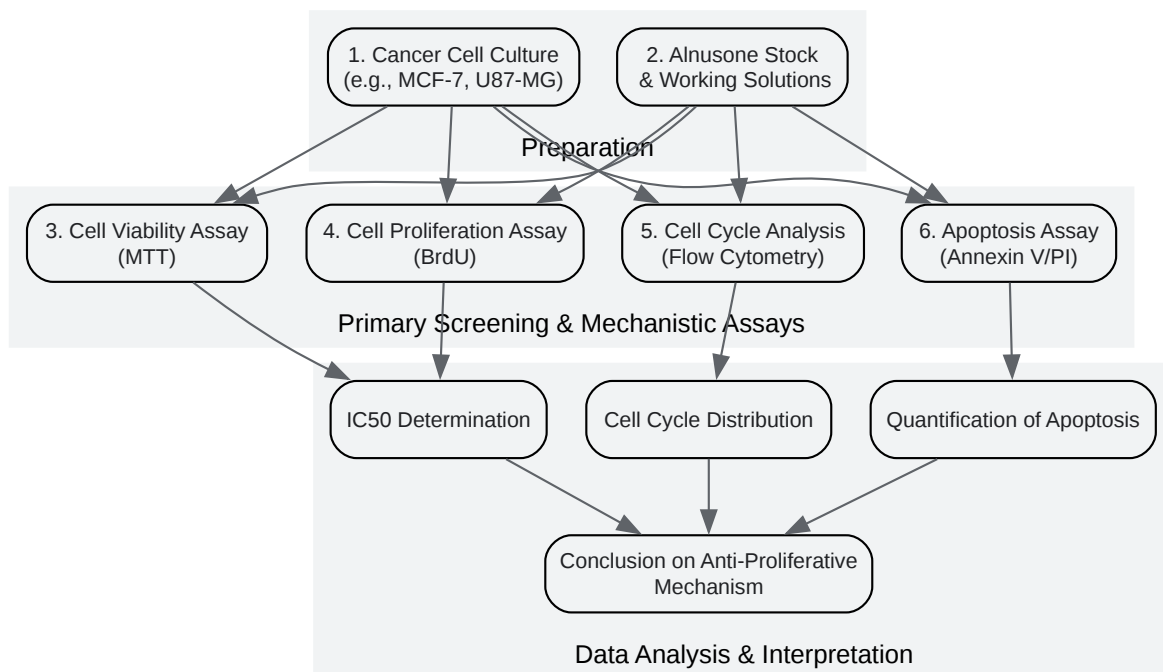 1. Cancer Cell Culture
(e.g., MCF-7, U87-MG)
2. Alnusone Stock
& Working Solutions
Preparation
3. Cell Viability Assay
(MTT)
4. Cell Proliferation Assay
(BrdU)
5. Cell Cycle Analysis
(Flow Cytometry)
6. Apoptosis Assay
(Annexin V/PI)
Primary Screening & Mechanistic Assays
IC50 Determination
Cell Cycle Distribution
Quantification of Apoptosis
Conclusion on Anti-Proliferative
Mechanism
Data Analysis & Interpretation